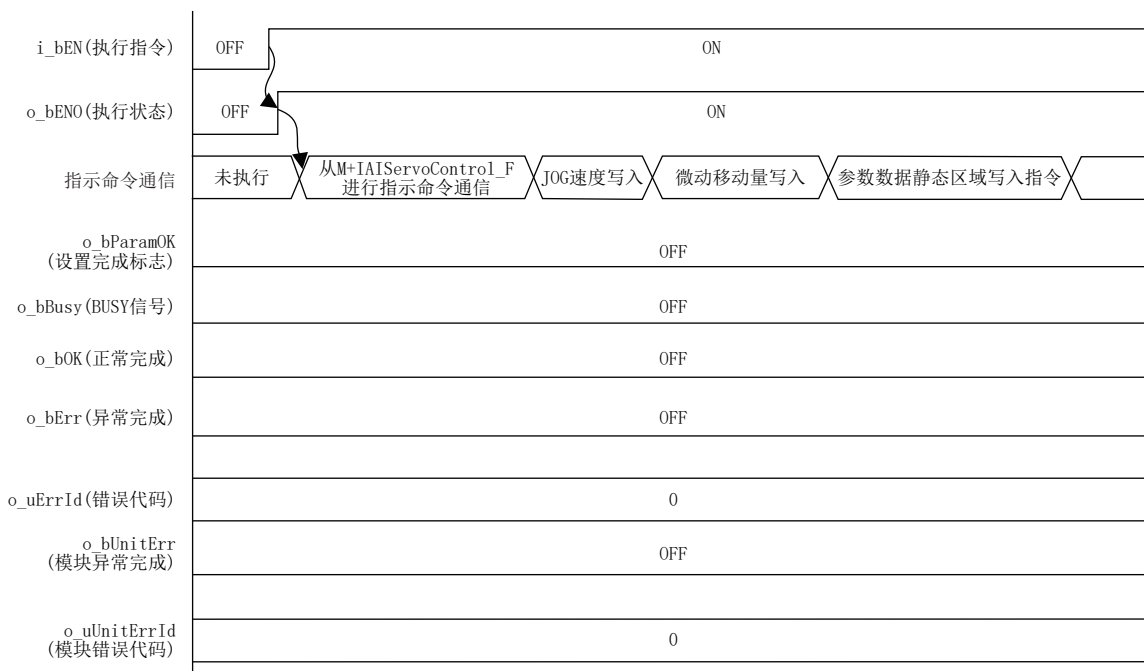 i_bEN(执行指令)
OFF
ON
o_bENO(执行状态)
OFF
ON
指示命令通信
未执行
从M+IAIServoControl_F
进行指示命令通信
JOG速度写入
微动移动量写入
参数数据静态区域写入指令
o_bParamOK
(设置完成标志)
OFF
o_bBusy(BUSY信号)
OFF
o_bOK(正常完成)
OFF
o_bErr(异常完成)
OFF
o_uErrId(错误代码)
0
o_bUnitErr
(模块异常完成)
OFF
o_uUnitErrId
(模块错误代码)
0